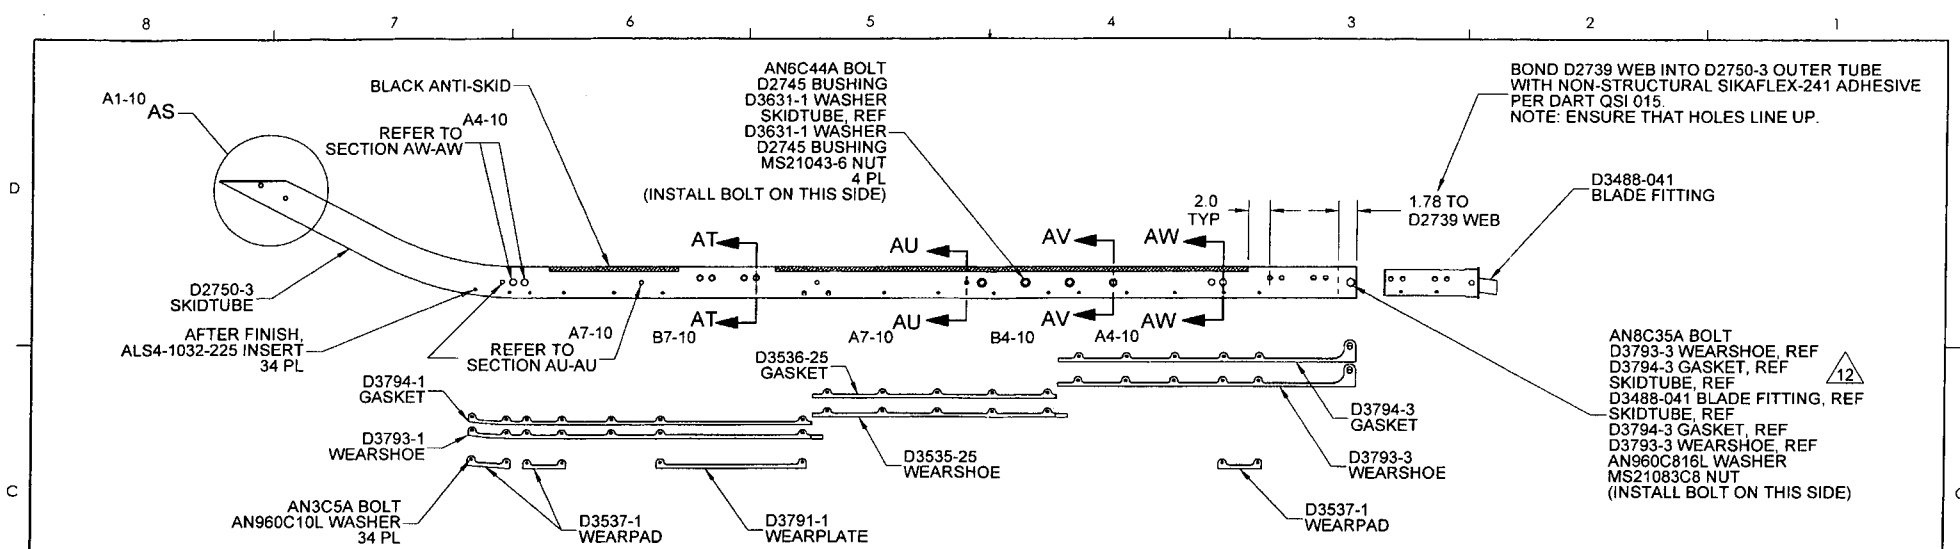 8 7 6 5 4 3 2 1
D
C
A1-10
AS
BLACK ANTI-SKID
A4-10
REFER TO
SECTION AW-AW
AN6C44A BOLT
D2745 BUSHING
D3631-1 WASHER
SKIDTUBE, REF
D3631-1 WASHER
D2745 BUSHING
MS21043-6 NUT
4 PL
(INSTALL BOLT ON THIS SIDE)
BOND D2739 WEB INTO D2750-3 OUTER TUBE
WITH NON-STRUCTURAL SIKAFLEX-241 ADHESIVE
PER DART QSI 015.
NOTE: ENSURE THAT HOLES LINE UP.
2.0
TYP
1.78 TO
D2739 WEB
D3488-041
BLADE FITTING
AT
AU
AV
AW
D2750-3
SKIDTUBE
AT
AU
AV
AW
AFTER FINISH,
ALS4-1032-225 INSERT
34 PL
REFER TO
SECTION AU-AU
A7-10
B7-10
A7-10
B4-10
A4-10
D3794-1
GASKET
D3793-1
WEARSHOE
D3536-25
GASKET
D3535-25
WEARSHOE
D3794-3
GASKET
D3793-3
WEARSHOE
AN8C35A BOLT
D3793-3 WEARSHOE, REF
D3794-3 GASKET, REF
SKIDTUBE, REF
D3488-041 BLADE FITTING, REF
SKIDTUBE, REF
D3794-3 GASKET, REF
D3793-3 WEARSHOE, REF
AN960C816L WASHER
MS21083C8 NUT
(INSTALL BOLT ON THIS SIDE)
12
AN3C5A BOLT
AN960C10L WASHER
34 PL
D3537-1
WEARPAD
D3791-1
WEARPLATE
D3537-1
WEARPAD